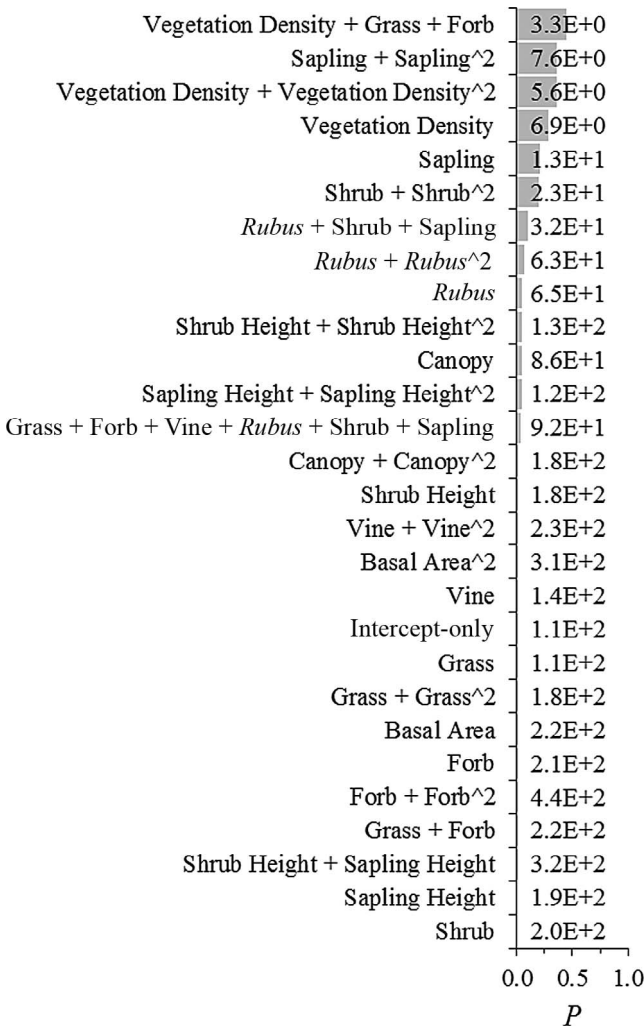 Vegetation Density + Grass + Forb 3.3E+0
Sapling + Sapling^2 7.6E+0
Vegetation Density + Vegetation Density^2 5.6E+0
Vegetation Density 6.9E+0
Sapling 1.3E+1
Shrub + Shrub^2 2.3E+1
Rubus + Shrub + Sapling 3.2E+1
Rubus + Rubus^2 6.3E+1
Rubus 6.5E+1
Shrub Height + Shrub Height^2 1.3E+2
Canopy 8.6E+1
Sapling Height + Sapling Height^2 1.2E+2
Grass + Forb + Vine + Rubus + Shrub + Sapling 9.2E+1
Canopy + Canopy^2 1.8E+2
Shrub Height 1.8E+2
Vine + Vine^2 2.3E+2
Basal Area^2 3.1E+2
Vine 1.4E+2
Intercept-only 1.1E+2
Grass 1.1E+2
Grass + Grass^2 1.8E+2
Basal Area 2.2E+2
Forb 2.1E+2
Forb + Forb^2 4.4E+2
Grass + Forb 2.2E+2
Shrub Height + Sapling Height 3.2E+2
Sapling Height 1.9E+2
Shrub 2.0E+2
0.0 0.5 1.0
P